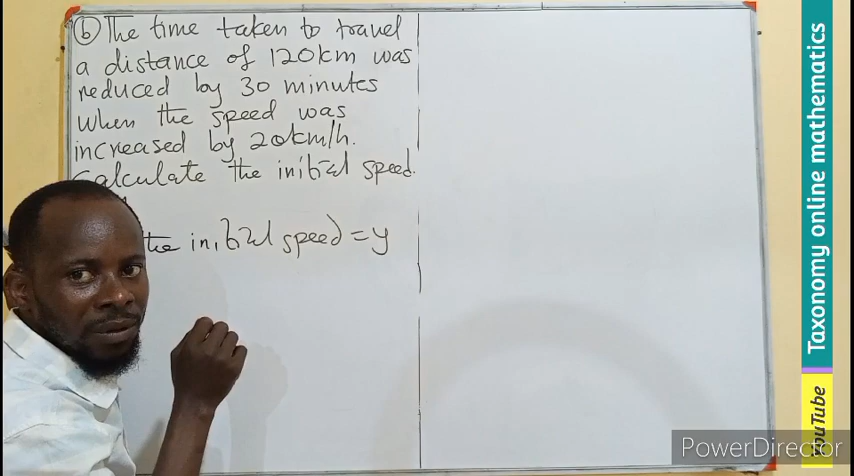 (b) The time taken to travel
a distance of 120km was
reduced by 30 minutes
when the speed was
increased by 20km/h.
Calculate the initial speed.
the initial speed = y
Taxonomy online mathematics
YouTube
PowerDirector